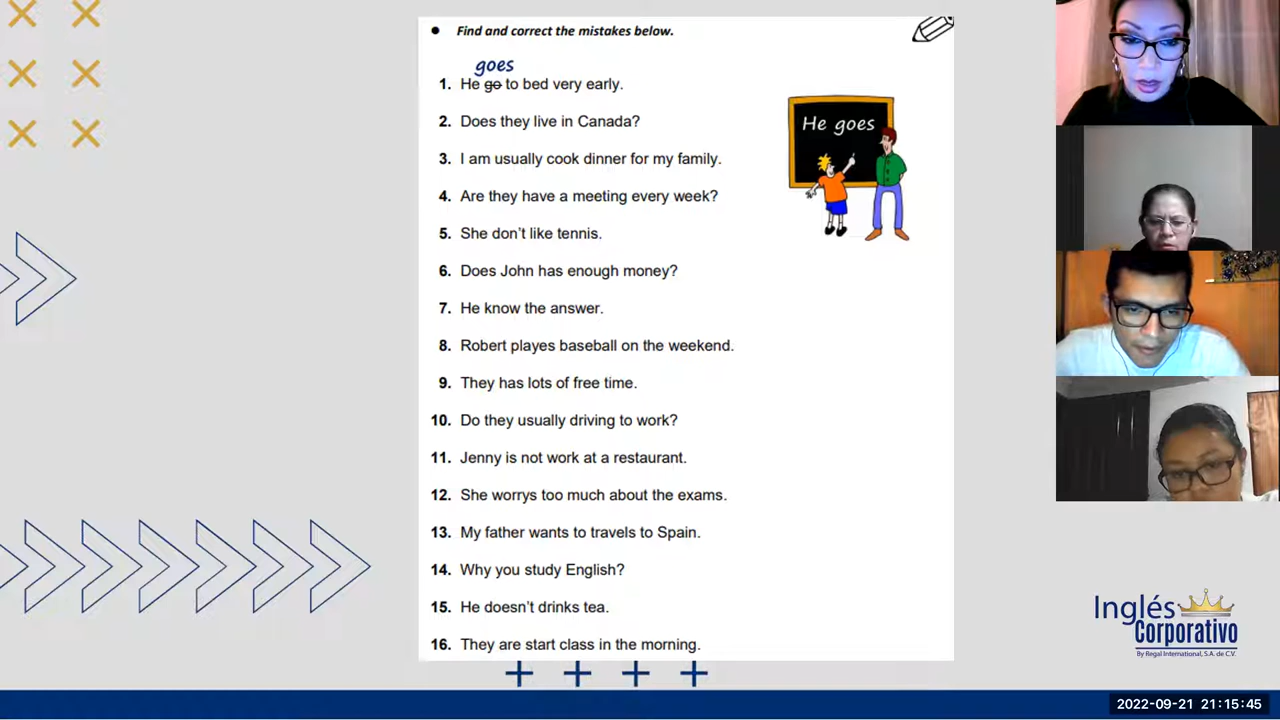 ● Find and correct the mistakes below.
goes
1. He go to bed very early.
2. Does they live in Canada?
3. I am usually cook dinner for my family.
4. Are they have a meeting every week?
5. She don’t like tennis.
6. Does John has enough money?
7. He know the answer.
8. Robert playes baseball on the weekend.
9. They has lots of free time.
10. Do they usually driving to work?
11. Jenny is not work at a restaurant.
12. She worrys too much about the exams.
13. My father wants to travels to Spain.
14. Why you study English?
15. He doesn’t drinks tea.
16. They are start class in the morning.
He goes
Inglés
Corporativo
By Regal International, S.A. de C.V.
2022-09-21 21:15:45